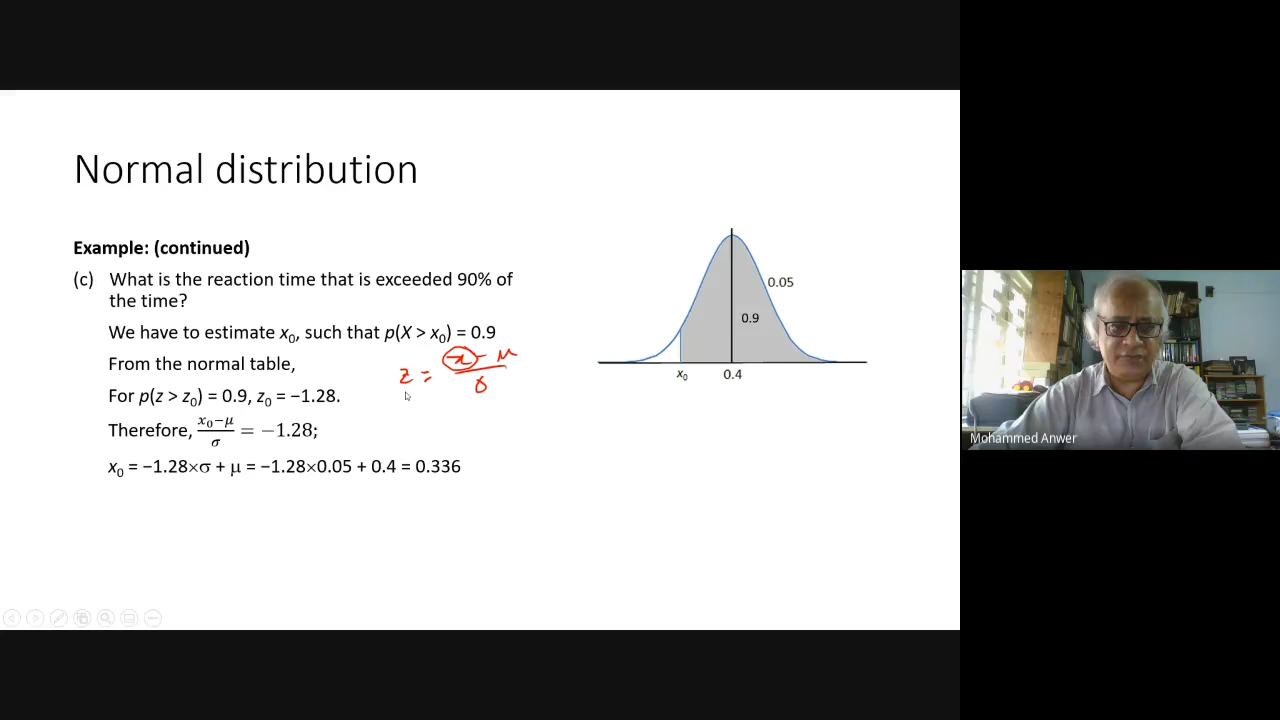 Normal distribution
Example: (continued)
(c) What is the reaction time that is exceeded 90% of
the time?
We have to estimate x₀, such that p(X > x₀) = 0.9
From the normal table,
z = (x − μ)/σ
For p(z > z₀) = 0.9, z₀ = −1.28.
Therefore, (x₀−μ)/σ = −1.28;
x₀ = −1.28×σ + μ = −1.28×0.05 + 0.4 = 0.336
0.05
0.9
x₀ 0.4
Mohammed Anwer